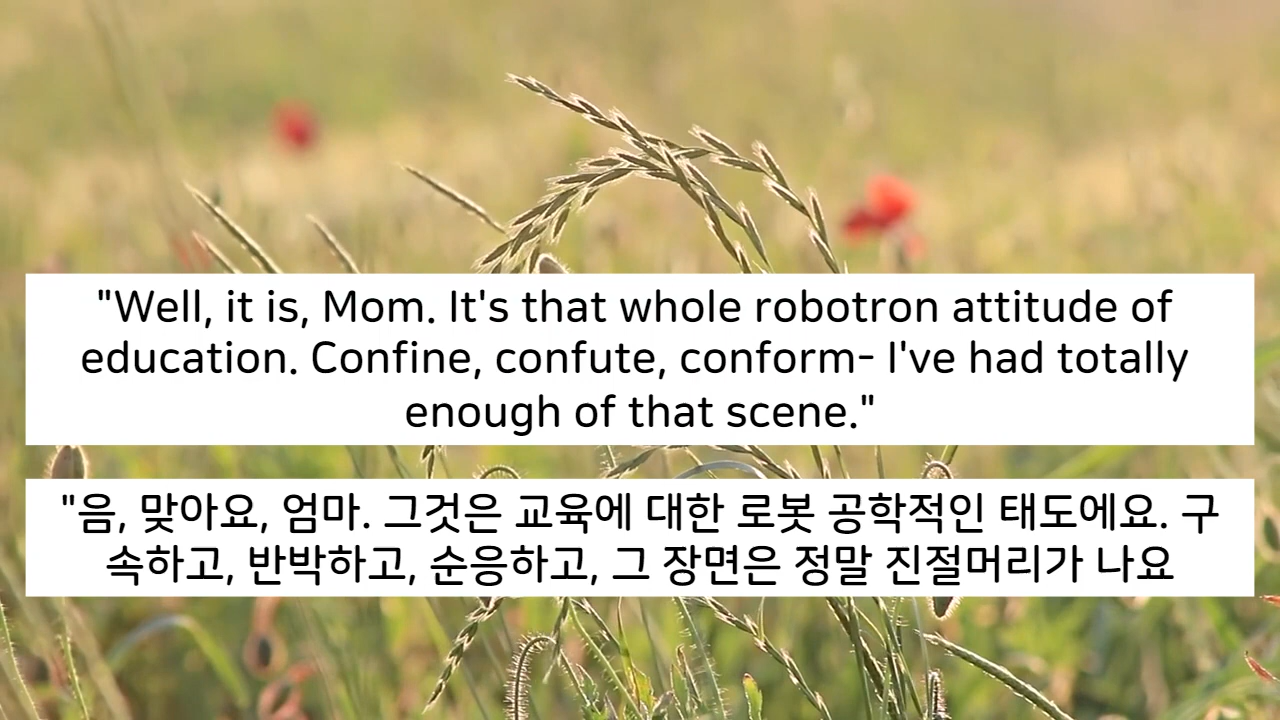 "Well, it is, Mom. It's that whole robotron attitude of
education. Confine, confute, conform- I've had totally
enough of that scene."
"음, 맞아요, 엄마. 그것은 교육에 대한 로봇 공학적인 태도에요. 구
속하고, 반박하고, 순응하고, 그 장면은 정말 진절머리가 나요